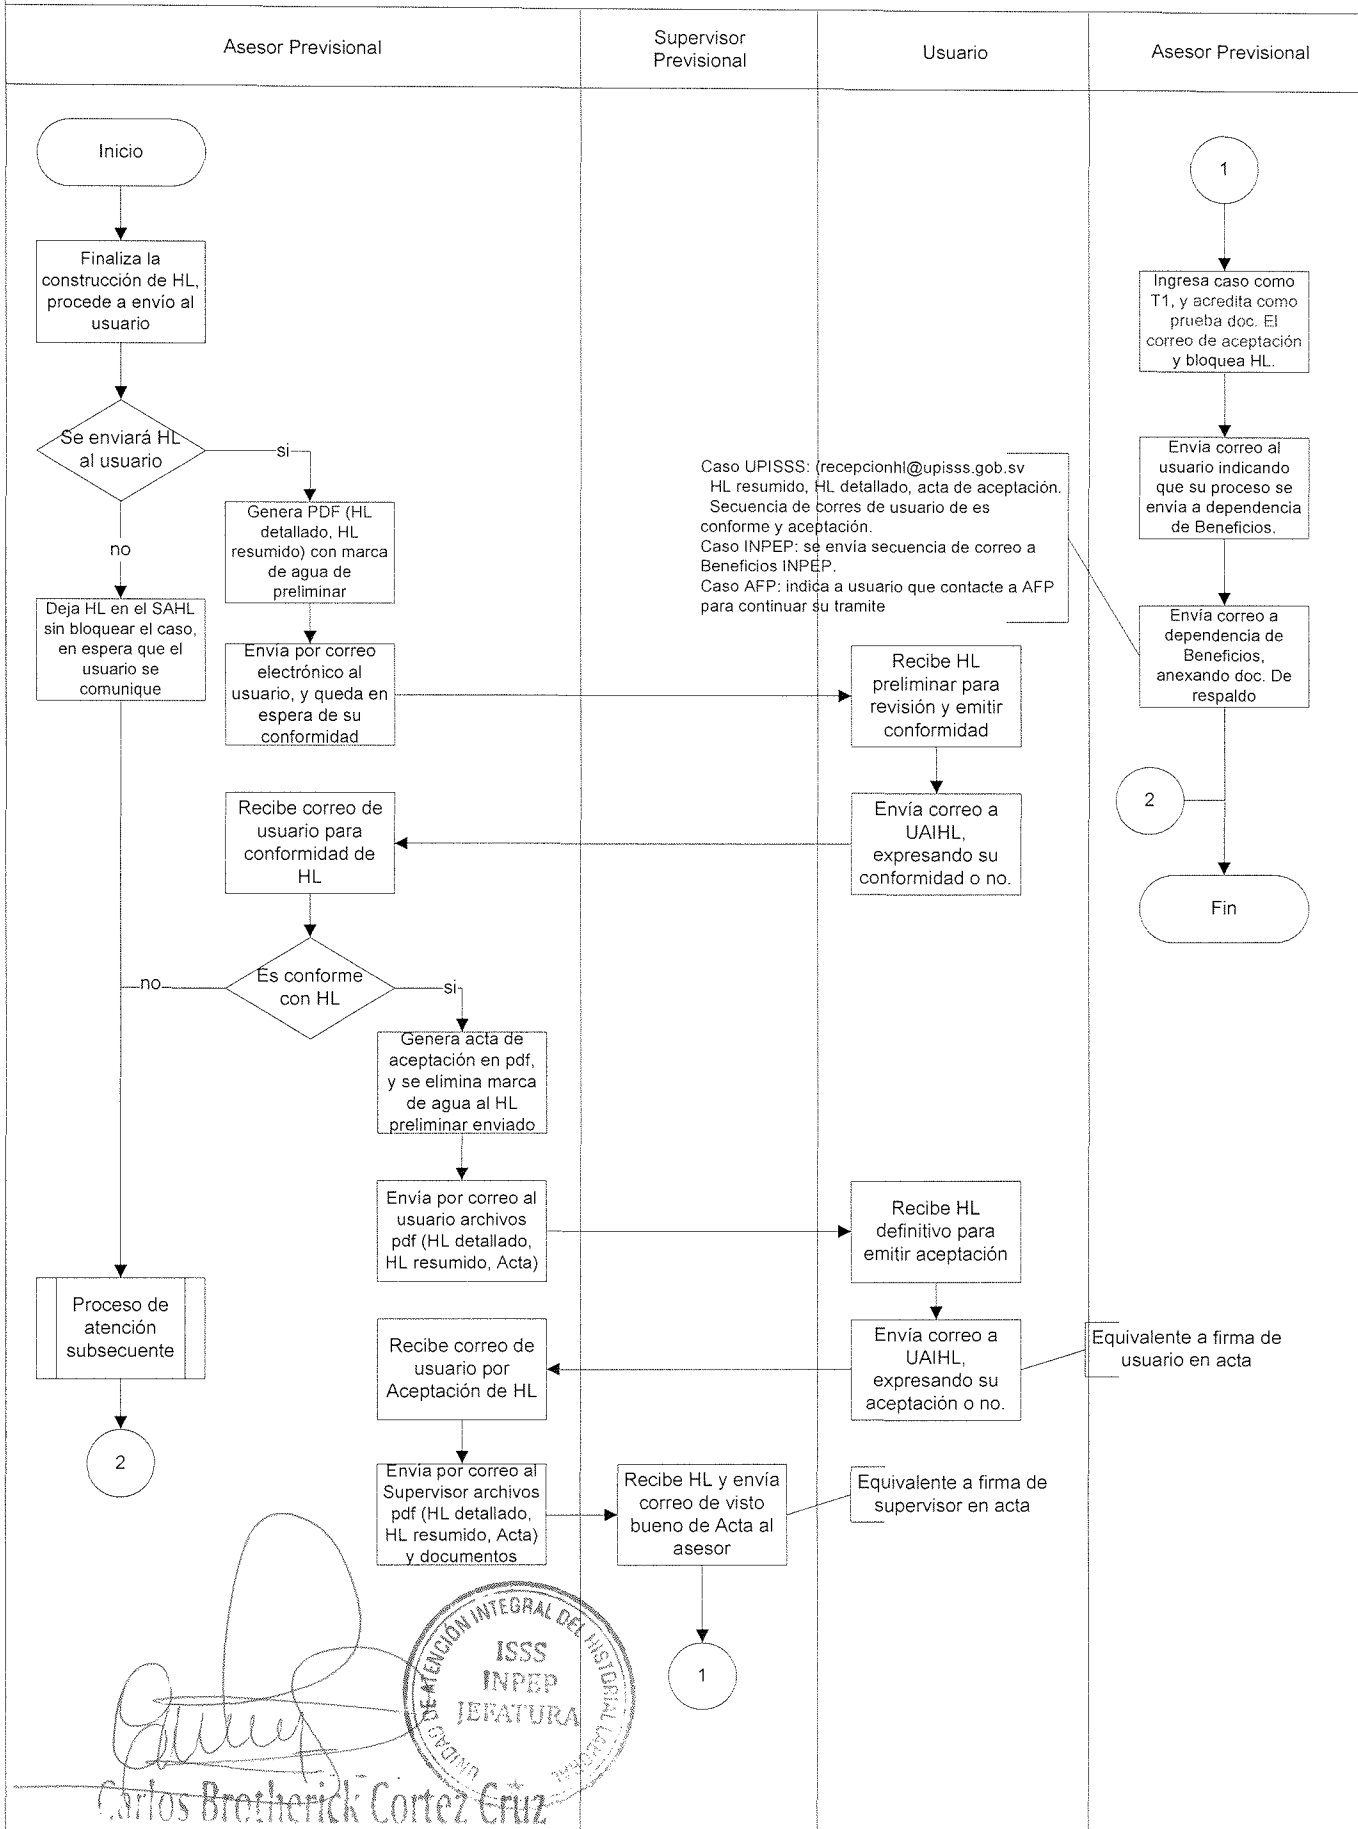 Asesor Previsional
Supervisor
Previsional
Usuario
Asesor Previsional
Inicio
Finaliza la
construcción de HL,
procede a envío al
usuario
Se enviará HL
al usuario
si
no
Genera PDF (HL
detallado, HL
resumido) con marca
de agua de
preliminar
Deja HL en el SAHL
sin bloquear el caso,
en espera que el
usuario se
comunique
Envía por correo
electrónico al
usuario, y queda en
espera de su
conformidad
Recibe HL
preliminar para
revisión y emitir
conformidad
Envía correo a
UAIHL,
expresando su
conformidad o no.
Recibe correo de
usuario para
conformidad de
HL
Es conforme
con HL
no
si
Genera acta de
aceptación en pdf,
y se elimina marca
de agua al HL
preliminar enviado
Envía por correo al
usuario archivos
pdf (HL detallado,
HL resumido, Acta)
Recibe HL
definitivo para
emitir aceptación
Envía correo a
UAIHL,
expresando su
aceptación o no.
Equivalente a firma de
usuario en acta
Recibe correo de
usuario por
Aceptación de HL
Proceso de
atención
subsecuente
2
Envía por correo al
Supervisor archivos
pdf (HL detallado,
HL resumido, Acta)
y documentos
Recibe HL y envía
correo de visto
bueno de Acta al
asesor
Equivalente a firma de
supervisor en acta
1
1
Ingresa caso como
T1, y acredita como
prueba doc. El
correo de aceptación
y bloquea HL.
Envía correo al
usuario indicando
que su proceso se
envía a dependencia
de Beneficios.
Envía correo a
dependencia de
Beneficios,
anexando doc. De
respaldo
Caso UPISSS: (recepcionhl@upisss.gob.sv
HL resumido, HL detallado, acta de aceptación.
Secuencia de corres de usuario de es
conforme y aceptación.
Caso INPEP: se envía secuencia de correo a
Beneficios INPEP.
Caso AFP: indica a usuario que contacte a AFP
para continuar su tramite
2
Fin
UNIDAD DE ATENCIÓN INTEGRAL DEL HISTORIAL LABORAL
ISSS
INPEP
JEFATURA
Carlos Brotherick Cortez Cruz